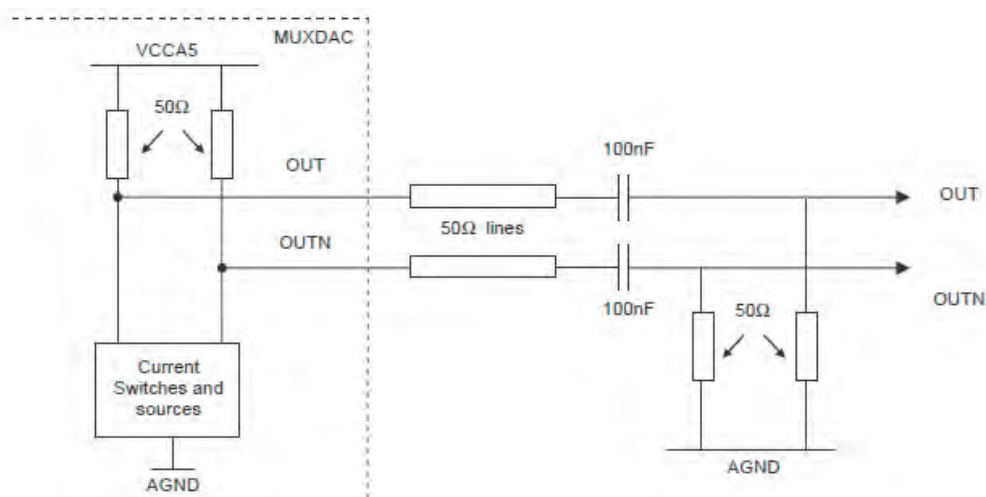 MUXDAC
VCCA5
50Ω
OUT
100nF
OUT
50Ω lines
OUTN
100nF
OUTN
50Ω
Current
Switches and
sources
AGND
AGND